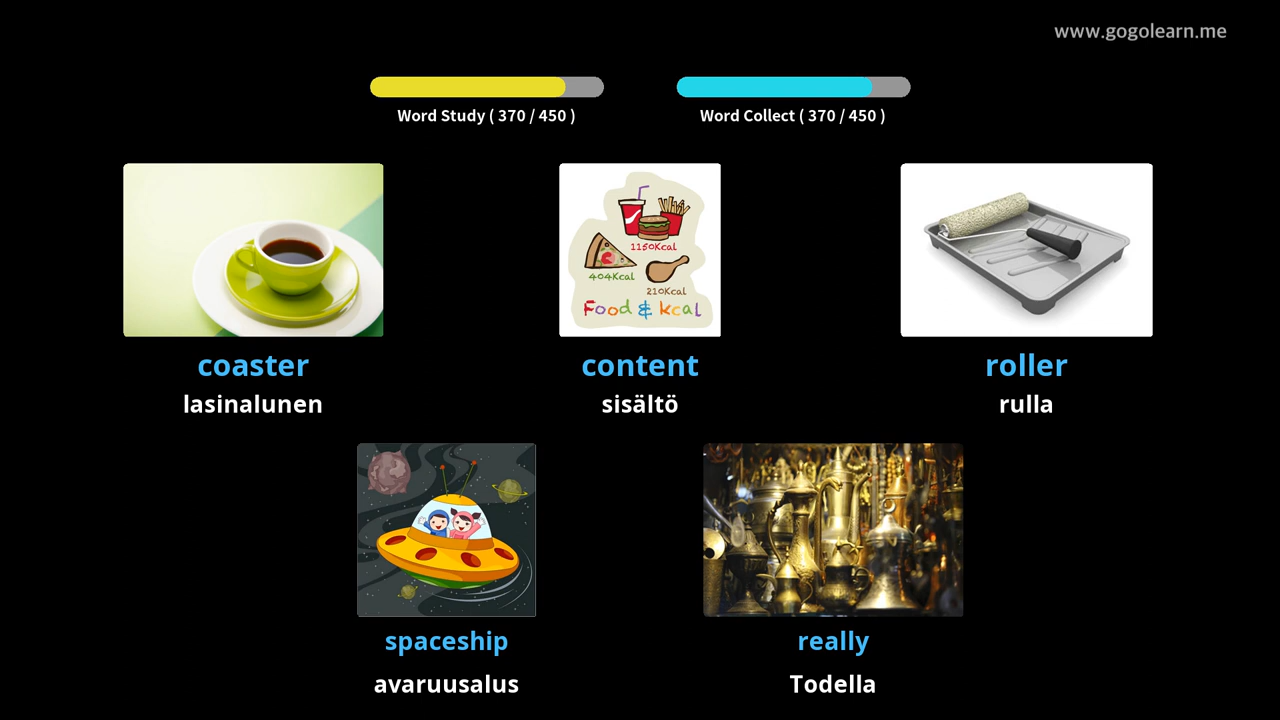 www.gogolearn.me
Word Study ( 370 / 450 )
Word Collect ( 370 / 450 )
1150Kcal
404Kcal
210Kcal
Food & kcal
coaster
lasinalunen
content
sisältö
roller
rulla
spaceship
avaruusalus
really
Todella